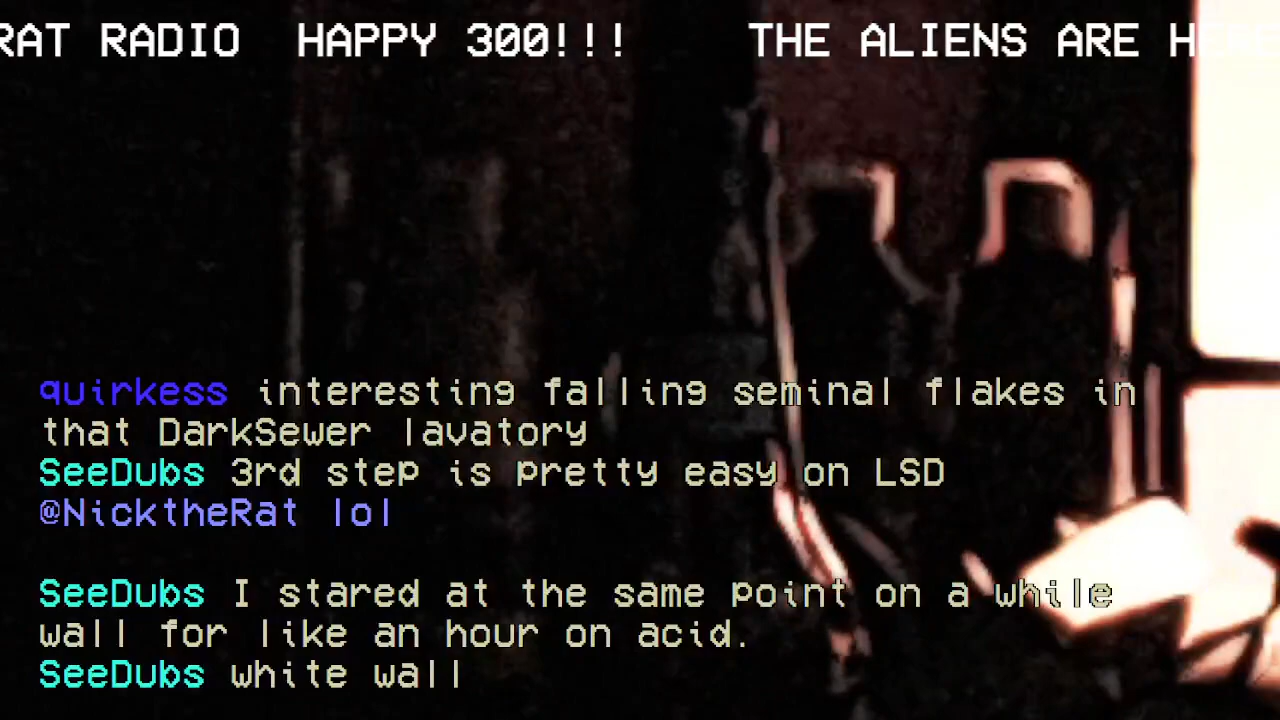 RAT RADIO  HAPPY 300!!!  THE ALIENS ARE HERE
quirkess interesting falling seminal flakes in
that DarkSewer lavatory
SeeDubs 3rd step is pretty easy on LSD
@NicktheRat lol
SeeDubs I stared at the same point on a while
wall for like an hour on acid.
SeeDubs white wall